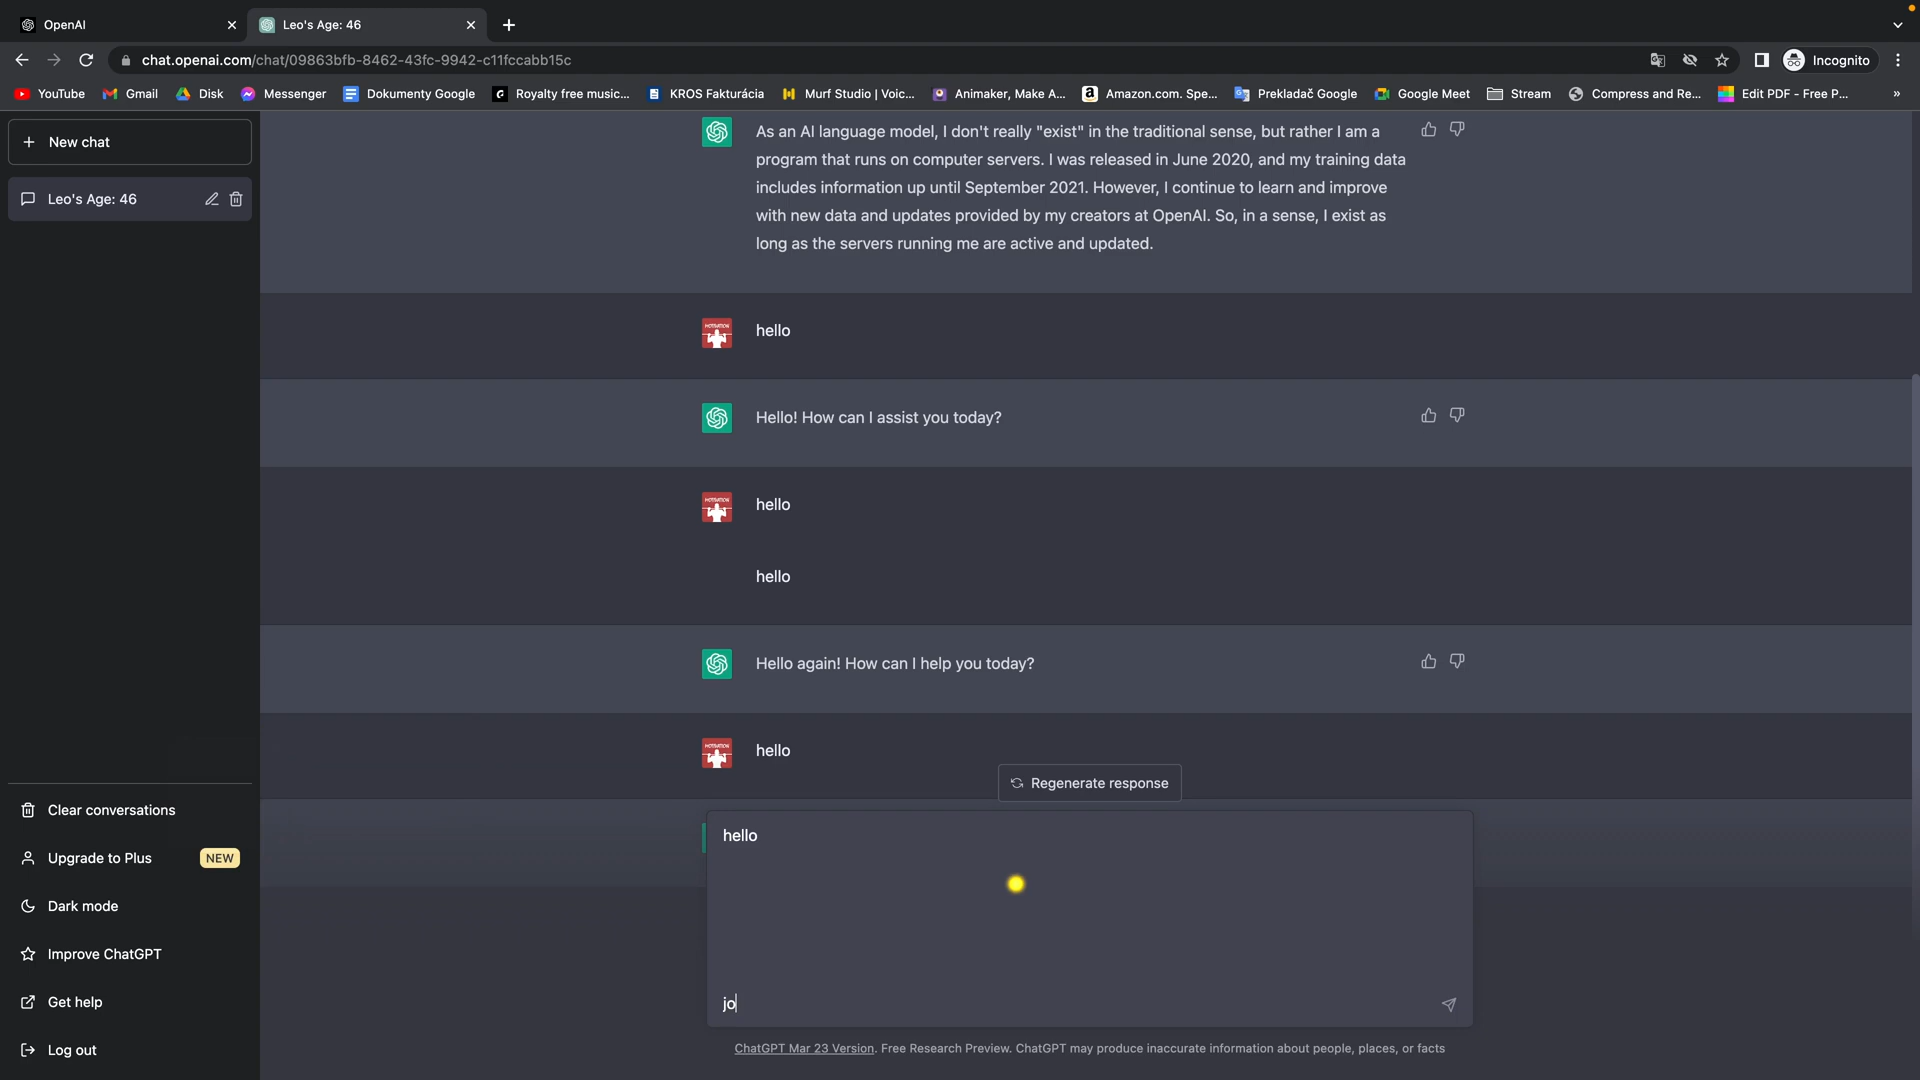 OpenAI
Leo's Age: 46
chat.openai.com/chat/09863bfb-8462-43fc-9942-c11fccabb15c
Incognito
YouTube
Gmail
Disk
Messenger
Dokumenty Google
Royalty free music...
KROS Fakturácia
Murf Studio | Voic...
Animaker, Make A...
Amazon.com. Spe...
Prekladač Google
Google Meet
Stream
Compress and Re...
Edit PDF - Free P...
»
New chat
Leo's Age: 46
As an AI language model, I don't really "exist" in the traditional sense, but rather I am a
program that runs on computer servers. I was released in June 2020, and my training data
includes information up until September 2021. However, I continue to learn and improve
with new data and updates provided by my creators at OpenAI. So, in a sense, I exist as
long as the servers running me are active and updated.
MOTIVATION
hello
Hello! How can I assist you today?
MOTIVATION
hello
hello
Hello again! How can I help you today?
MOTIVATION
hello
Regenerate response
hello
jo
ChatGPT Mar 23 Version. Free Research Preview. ChatGPT may produce inaccurate information about people, places, or facts
Clear conversations
Upgrade to Plus
NEW
Dark mode
Improve ChatGPT
Get help
Log out